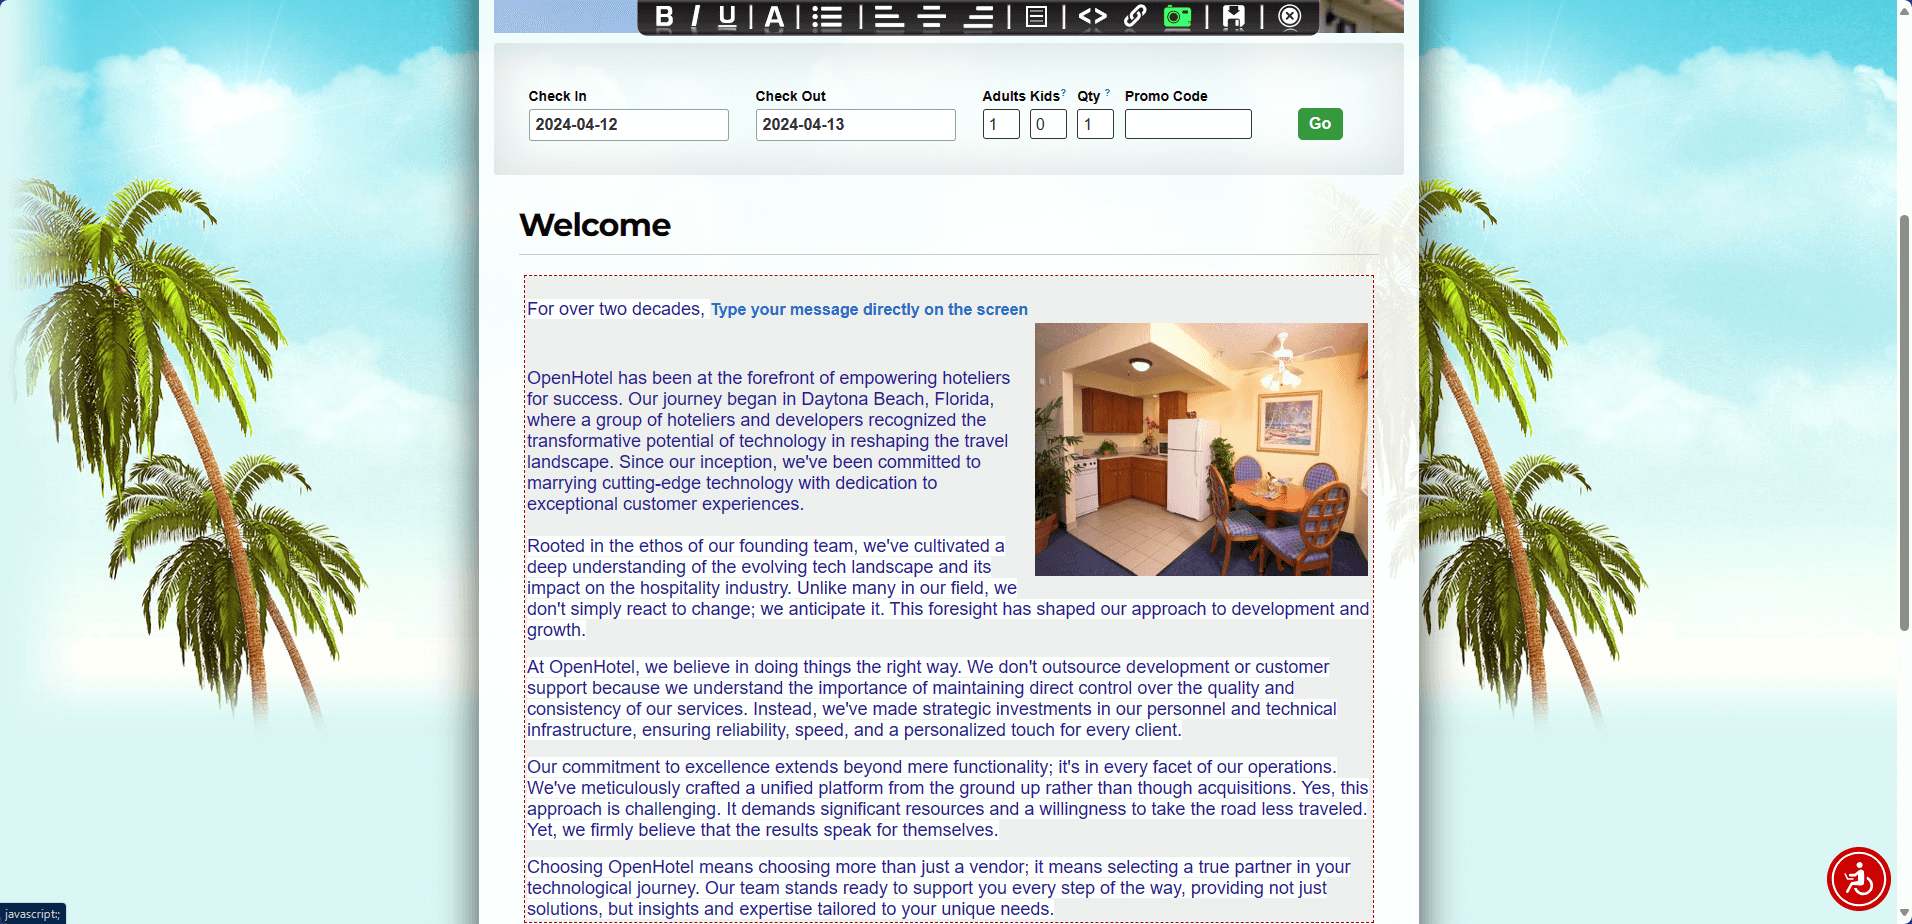 B I U A
Check In Check Out Adults Kids? Qty ? Promo Code
2024-04-12 2024-04-13 1 0 1 Go
Welcome
For over two decades, Type your message directly on the screen
OpenHotel has been at the forefront of empowering hoteliers
for success. Our journey began in Daytona Beach, Florida,
where a group of hoteliers and developers recognized the
transformative potential of technology in reshaping the travel
landscape. Since our inception, we've been committed to
marrying cutting-edge technology with dedication to
exceptional customer experiences.
Rooted in the ethos of our founding team, we've cultivated a
deep understanding of the evolving tech landscape and its
impact on the hospitality industry. Unlike many in our field, we
don't simply react to change; we anticipate it. This foresight has shaped our approach to development and
growth.
At OpenHotel, we believe in doing things the right way. We don't outsource development or customer
support because we understand the importance of maintaining direct control over the quality and
consistency of our services. Instead, we've made strategic investments in our personnel and technical
infrastructure, ensuring reliability, speed, and a personalized touch for every client.
Our commitment to excellence extends beyond mere functionality; it's in every facet of our operations.
We've meticulously crafted a unified platform from the ground up rather than though acquisitions. Yes, this
approach is challenging. It demands significant resources and a willingness to take the road less traveled.
Yet, we firmly believe that the results speak for themselves.
Choosing OpenHotel means choosing more than just a vendor; it means selecting a true partner in your
technological journey. Our team stands ready to support you every step of the way, providing not just
solutions, but insights and expertise tailored to your unique needs.
javascript:;